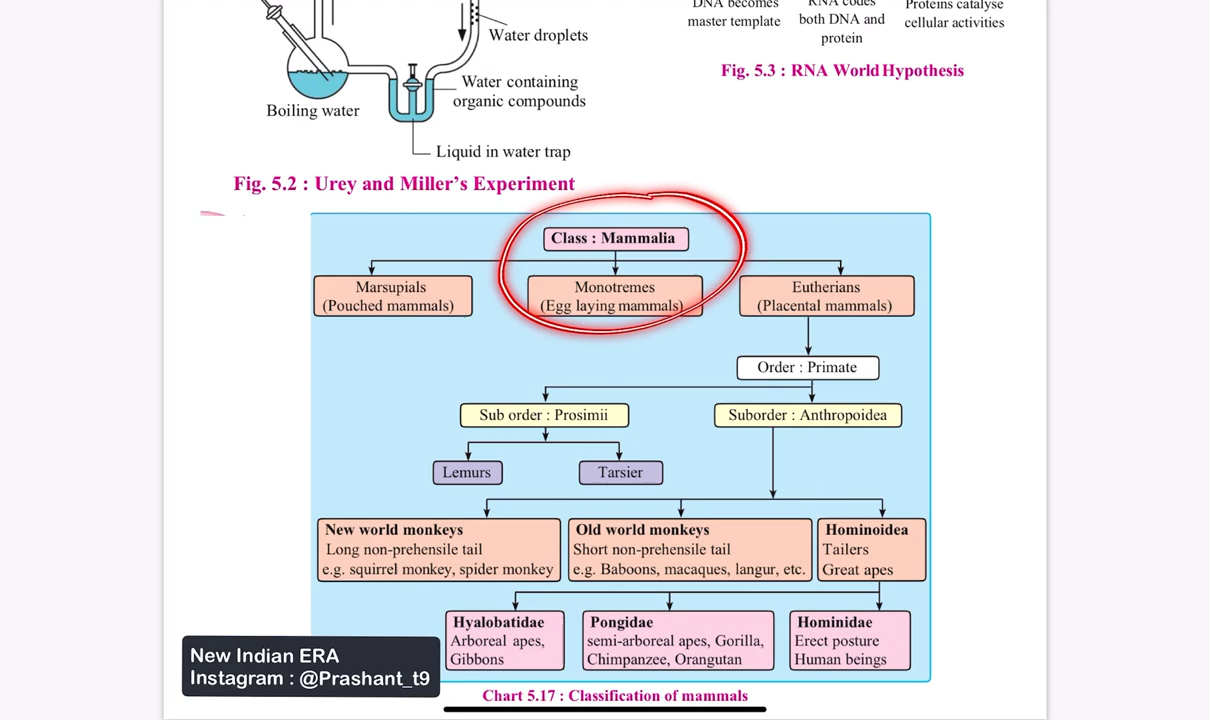 DNA becomes
master template
RNA codes
both DNA and
protein
Proteins catalyse
cellular activities
Fig. 5.3 : RNA World Hypothesis
Water droplets
Water containing
organic compounds
Boiling water
Liquid in water trap
Fig. 5.2 : Urey and Miller's Experiment
Class : Mammalia
Marsupials
(Pouched mammals)
Monotremes
(Egg laying mammals)
Eutherians
(Placental mammals)
Order : Primate
Sub order : Prosimii
Suborder : Anthropoidea
Lemurs
Tarsier
New world monkeys
Long non-prehensile tail
e.g. squirrel monkey, spider monkey
Old world monkeys
Short non-prehensile tail
e.g. Baboons, macaques, langur, etc.
Hominoidea
Tailers
Great apes
Hyalobatidae
Arboreal apes,
Gibbons
Pongidae
semi-arboreal apes, Gorilla,
Chimpanzee, Orangutan
Hominidae
Erect posture
Human beings
New Indian ERA
Instagram : @Prashant_t9
Chart 5.17 : Classification of mammals